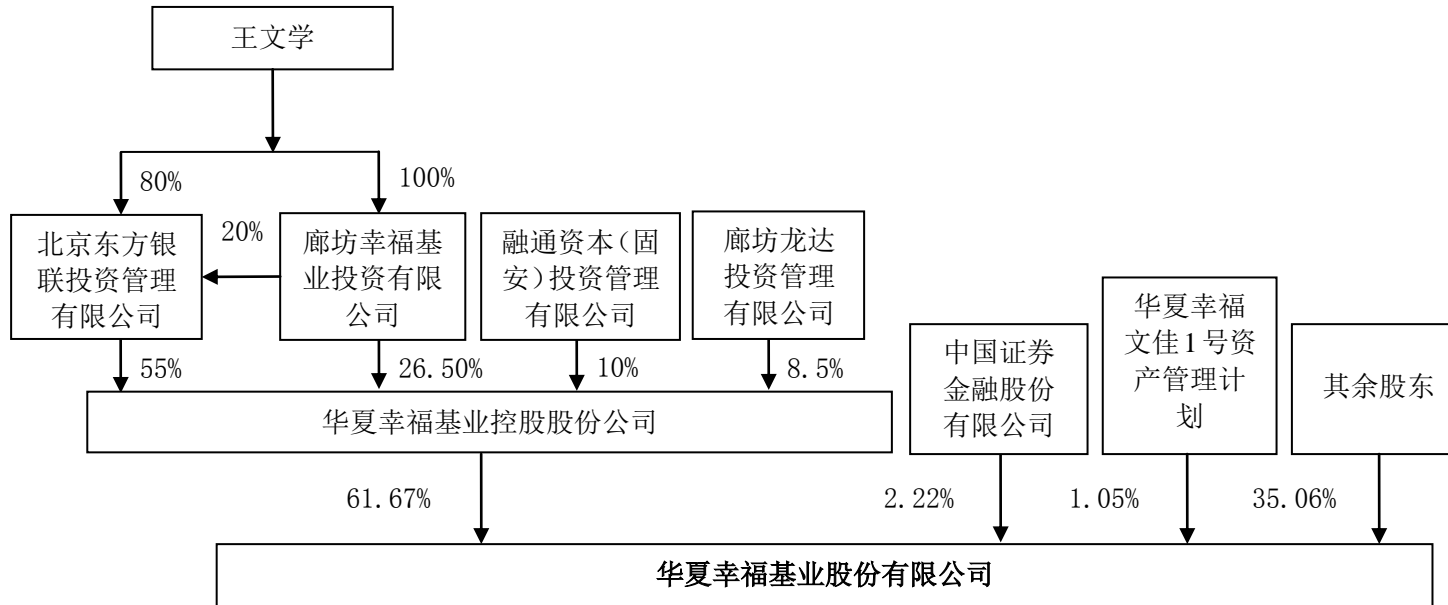 王文学
80%
100%
北京东方银
联投资管理
有限公司
20%
廊坊幸福基
业投资有限
公司
融通资本（固
安）投资管理
有限公司
廊坊龙达
投资管理
有限公司
55%
26.50%
10%
8.5%
华夏幸福基业控股股份公司
中国证券
金融股份
有限公司
华夏幸福
文佳1号资
产管理计
划
其余股东
61.67%
2.22%
1.05%
35.06%
华夏幸福基业股份有限公司